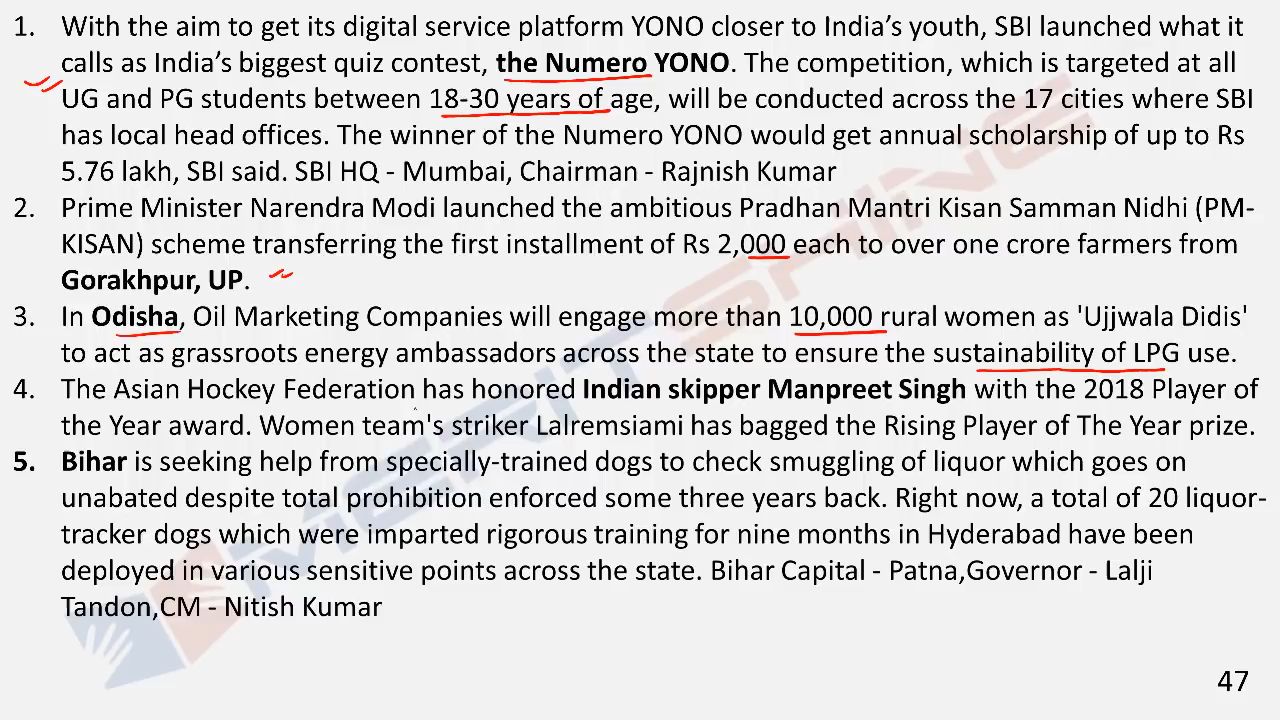 1. With the aim to get its digital service platform YONO closer to India’s youth, SBI launched what it
calls as India’s biggest quiz contest, the Numero YONO. The competition, which is targeted at all
UG and PG students between 18-30 years of age, will be conducted across the 17 cities where SBI
has local head offices. The winner of the Numero YONO would get annual scholarship of up to Rs
5.76 lakh, SBI said. SBI HQ - Mumbai, Chairman - Rajnish Kumar
2. Prime Minister Narendra Modi launched the ambitious Pradhan Mantri Kisan Samman Nidhi (PM-
KISAN) scheme transferring the first installment of Rs 2,000 each to over one crore farmers from
Gorakhpur, UP.
3. In Odisha, Oil Marketing Companies will engage more than 10,000 rural women as 'Ujjwala Didis'
to act as grassroots energy ambassadors across the state to ensure the sustainability of LPG use.
4. The Asian Hockey Federation has honored Indian skipper Manpreet Singh with the 2018 Player of
the Year award. Women team's striker Lalremsiami has bagged the Rising Player of The Year prize.
5. Bihar is seeking help from specially-trained dogs to check smuggling of liquor which goes on
unabated despite total prohibition enforced some three years back. Right now, a total of 20 liquor-
tracker dogs which were imparted rigorous training for nine months in Hyderabad have been
deployed in various sensitive points across the state. Bihar Capital - Patna,Governor - Lalji
Tandon,CM - Nitish Kumar
MERIT SHINE
47